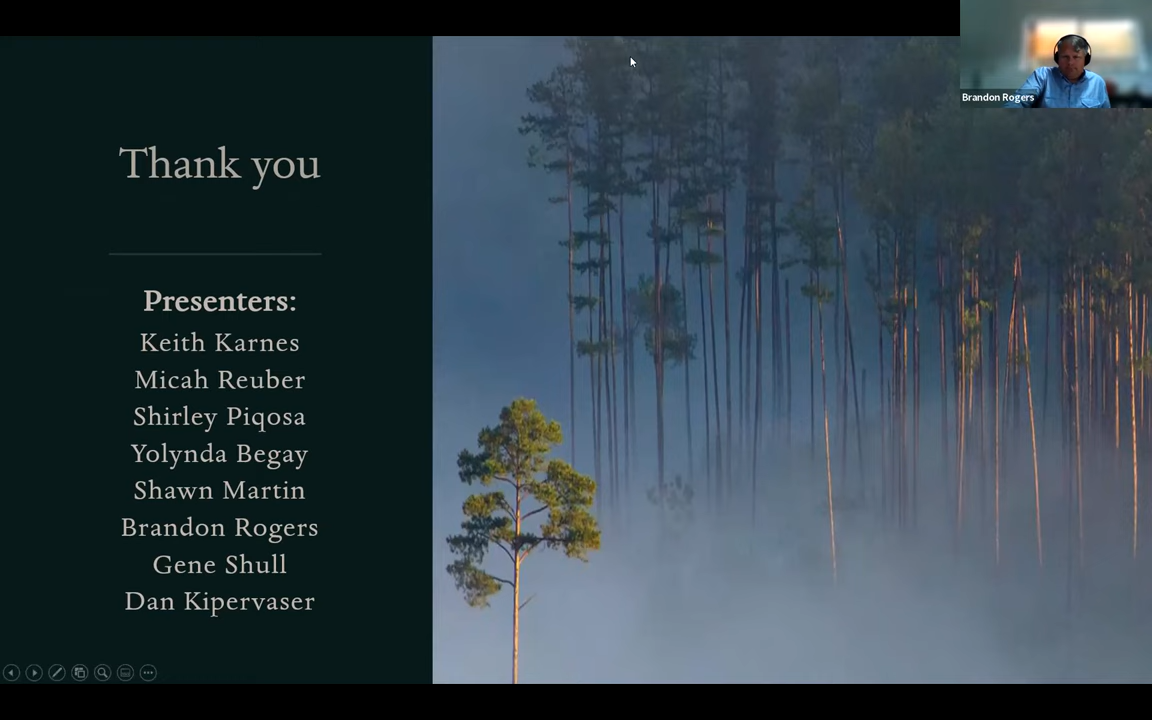 Thank you
Presenters:
Keith Karnes
Micah Reuber
Shirley Piqosa
Yolynda Begay
Shawn Martin
Brandon Rogers
Gene Shull
Dan Kipervaser
Brandon Rogers